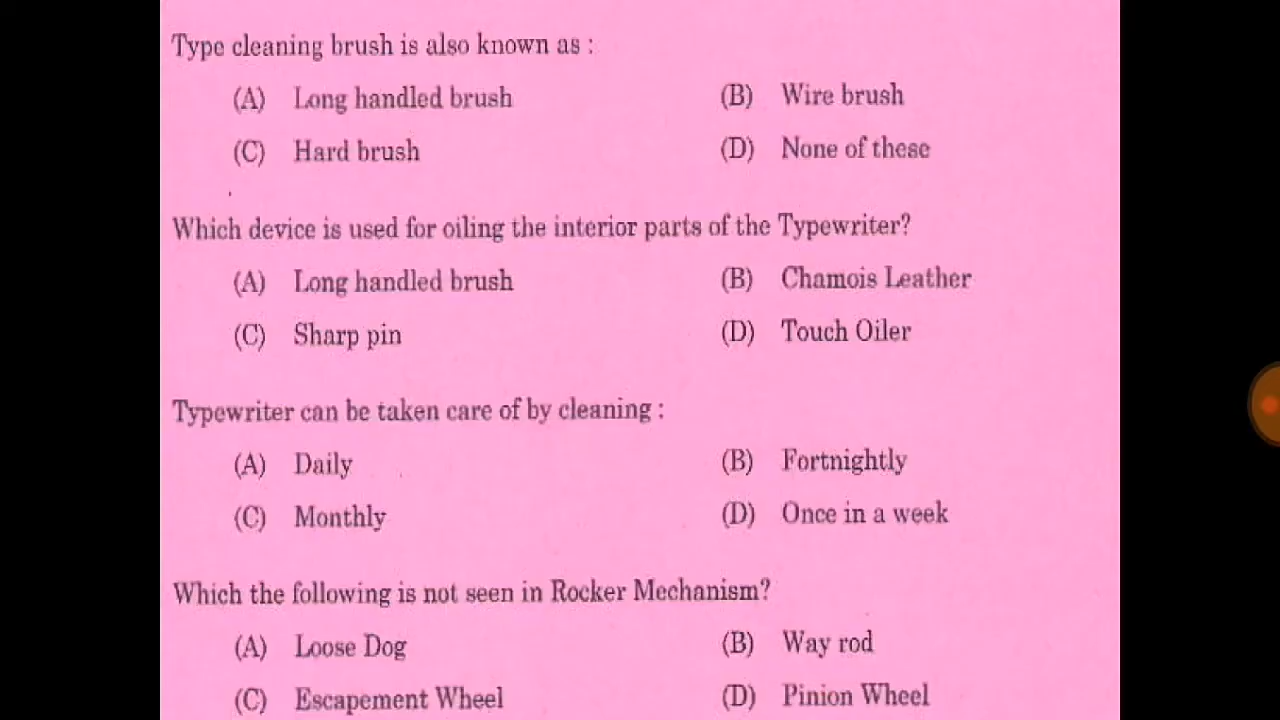 Type cleaning brush is also known as :
(A) Long handled brush (B) Wire brush
(C) Hard brush (D) None of these
Which device is used for oiling the interior parts of the Typewriter?
(A) Long handled brush (B) Chamois Leather
(C) Sharp pin (D) Touch Oiler
Typewriter can be taken care of by cleaning :
(A) Daily (B) Fortnightly
(C) Monthly (D) Once in a week
Which the following is not seen in Rocker Mechanism?
(A) Loose Dog (B) Way rod
(C) Escapement Wheel (D) Pinion Wheel